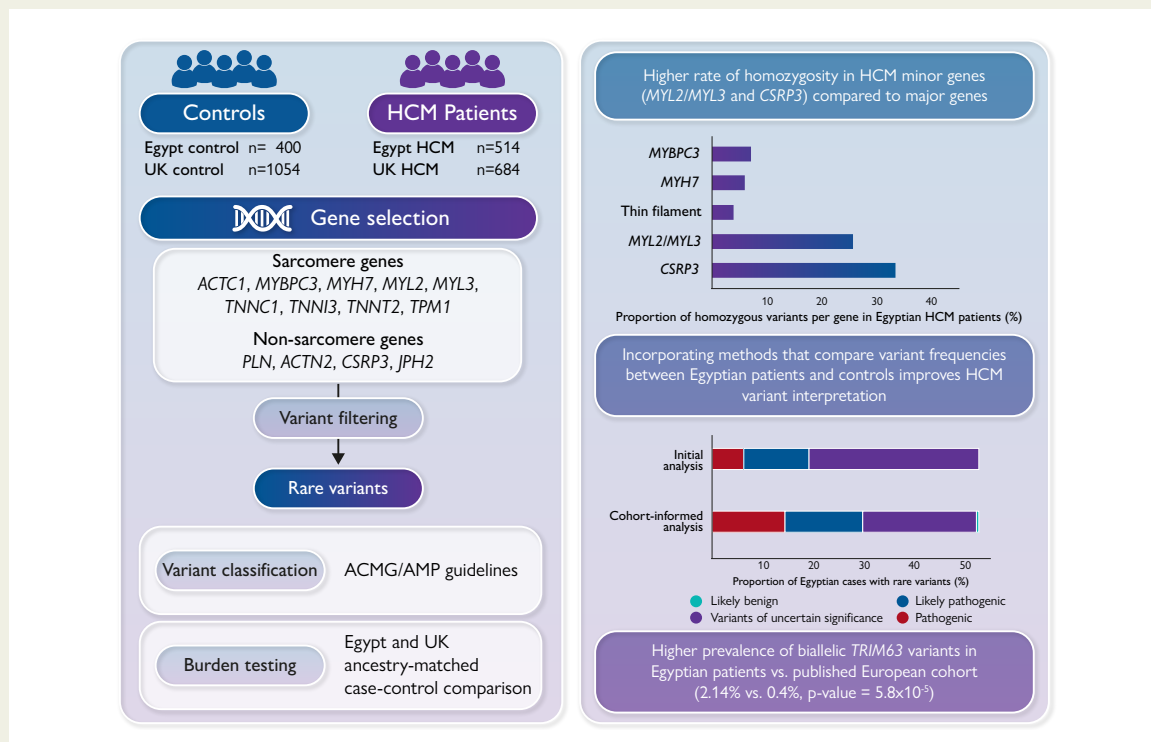 Controls
HCM Patients
Egypt control n= 400
UK control n=1054
Egypt HCM n=514
UK HCM n=684
Gene selection
Sarcomere genes
ACTC1, MYBPC3, MYH7, MYL2, MYL3,
TNNC1, TNNI3, TNNT2, TPM1
Non-sarcomere genes
PLN, ACTN2, CSRP3, JPH2
Variant filtering
Rare variants
Variant classification
ACMG/AMP guidelines
Burden testing
Egypt and UK
ancestry-matched
case-control comparison
Higher rate of homozygosity in HCM minor genes
(MYL2/MYL3 and CSRP3) compared to major genes
MYBPC3
MYH7
Thin filament
MYL2/MYL3
CSRP3
10 20 30 40
Proportion of homozygous variants per gene in Egyptian HCM patients (%)
Incorporating methods that compare variant frequencies
between Egyptian patients and controls improves HCM
variant interpretation
Initial
analysis
Cohort-informed
analysis
10 20 30 40 50
Proportion of Egyptian cases with rare variants (%)
Likely benign
Likely pathogenic
Variants of uncertain significance
Pathogenic
Higher prevalence of biallelic TRIM63 variants in
Egyptian patients vs. published European cohort
(2.14% vs. 0.4%, p-value = 5.8x10⁻⁵)